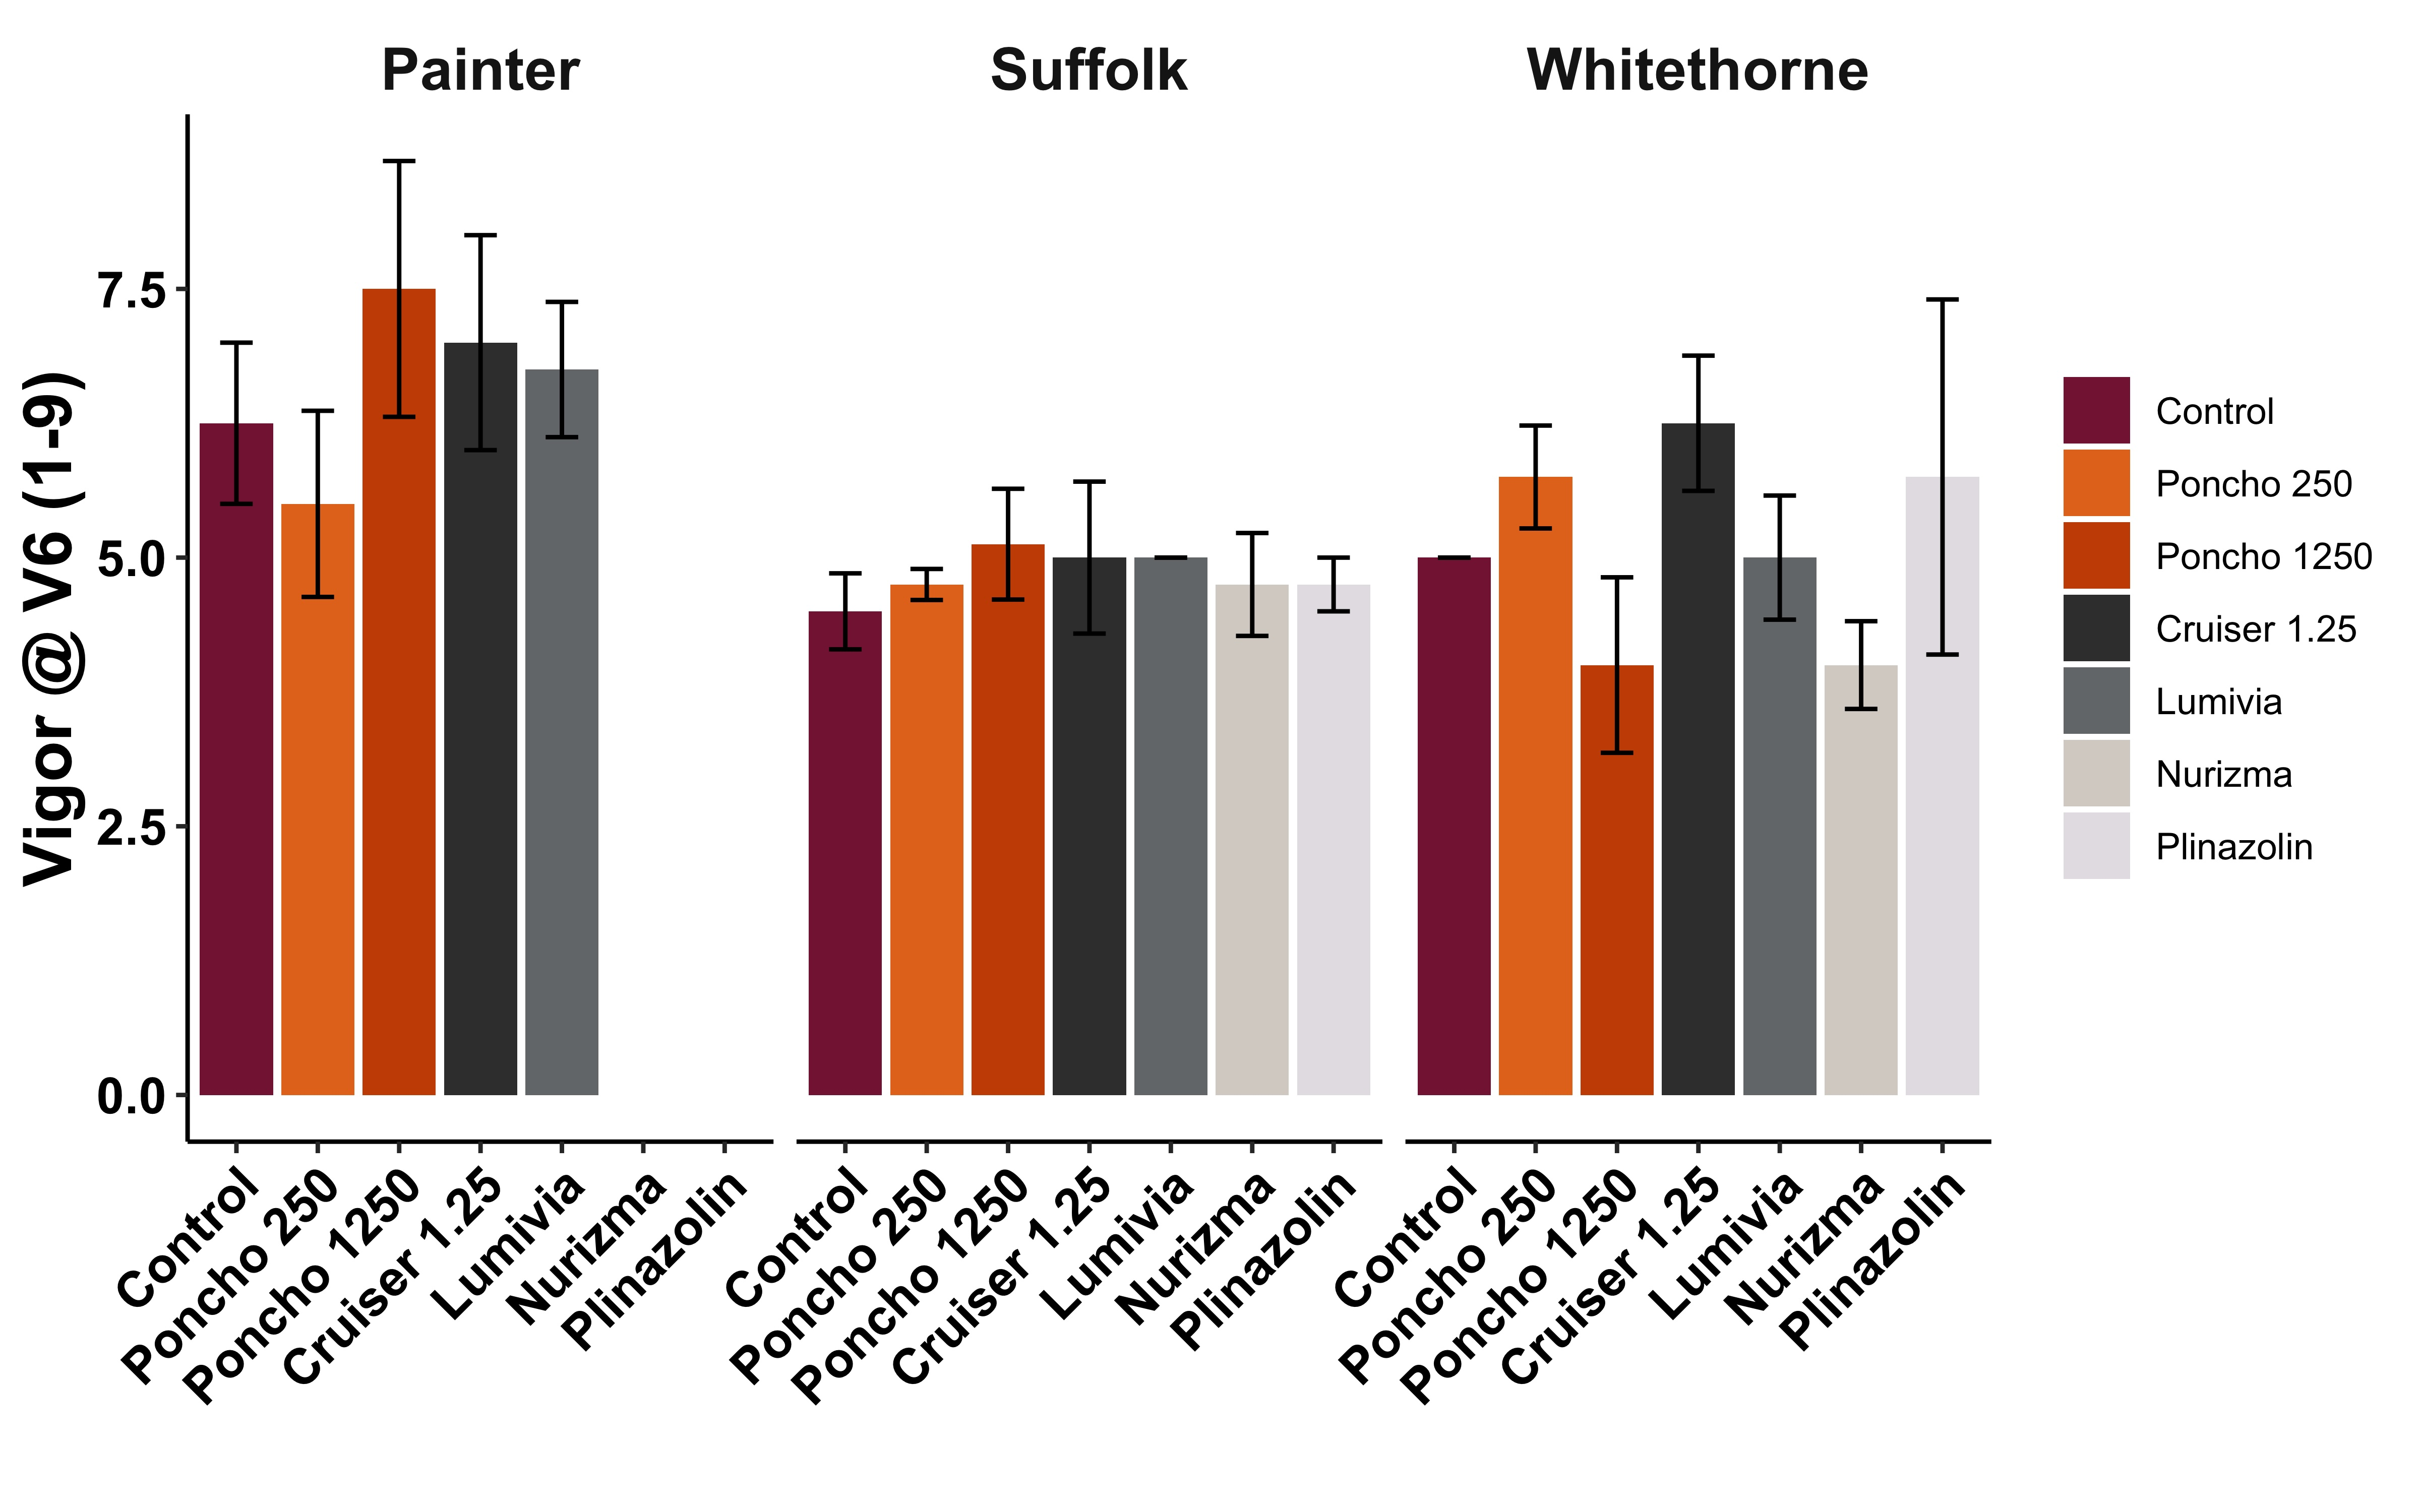 Painter
Suffolk
Whitethorne
Vigor @ V6 (1-9)
7.5
5.0
2.5
0.0
Control
Poncho 250
Poncho 1250
Cruiser 1.25
Lumivia
Nurizma
Plinazolin
Control
Poncho 250
Poncho 1250
Cruiser 1.25
Lumivia
Nurizma
Plinazolin
Control
Poncho 250
Poncho 1250
Cruiser 1.25
Lumivia
Nurizma
Plinazolin
Control
Poncho 250
Poncho 1250
Cruiser 1.25
Lumivia
Nurizma
Plinazolin